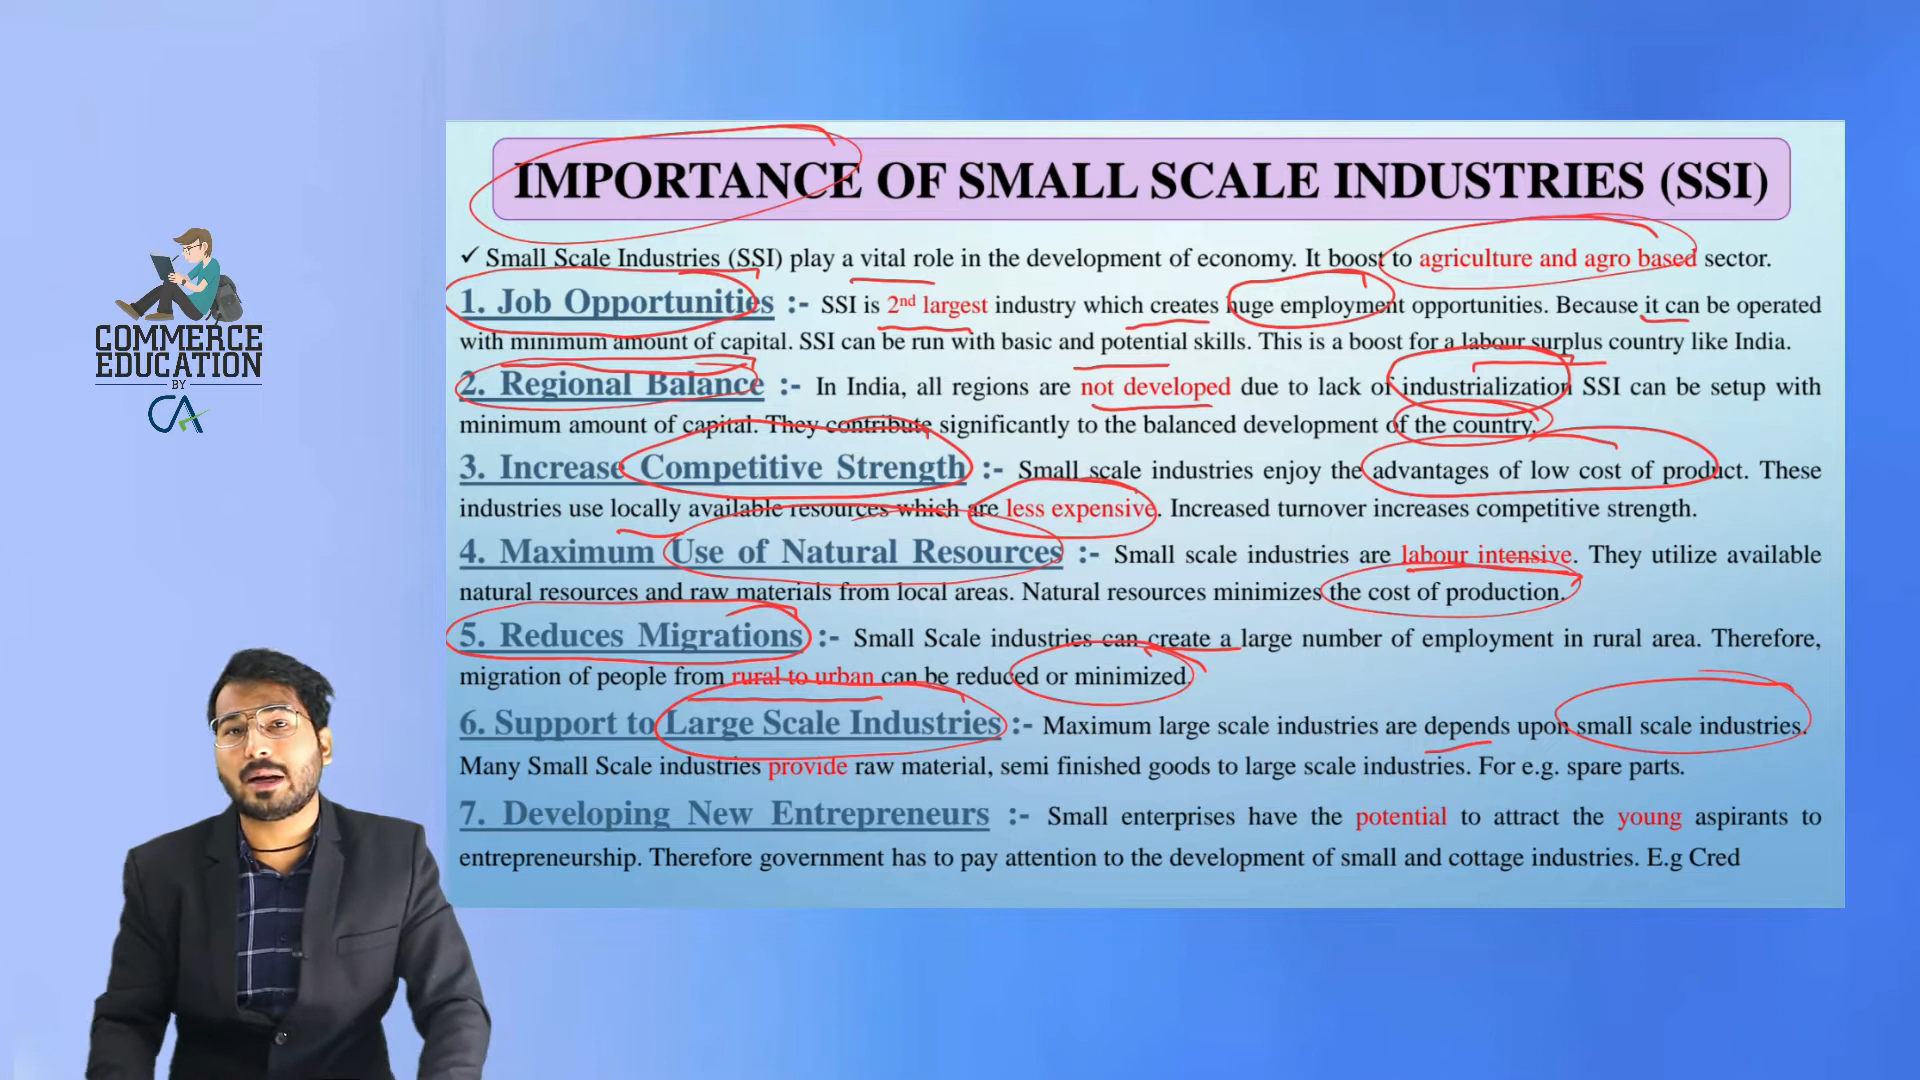 COMMERCE
EDUCATION
BY
CA
IMPORTANCE OF SMALL SCALE INDUSTRIES (SSI)
✓ Small Scale Industries (SSI) play a vital role in the development of economy. It boost to agriculture and agro based sector.
1. Job Opportunities :- SSI is 2nd largest industry which creates huge employment opportunities. Because it can be operated
with minimum amount of capital. SSI can be run with basic and potential skills. This is a boost for a labour surplus country like India.
2. Regional Balance :- In India, all regions are not developed due to lack of industrialization SSI can be setup with
minimum amount of capital. They contribute significantly to the balanced development of the country.
3. Increase Competitive Strength :- Small scale industries enjoy the advantages of low cost of product. These
industries use locally available resources which are less expensive. Increased turnover increases competitive strength.
4. Maximum Use of Natural Resources :- Small scale industries are labour intensive. They utilize available
natural resources and raw materials from local areas. Natural resources minimizes the cost of production.
5. Reduces Migrations :- Small Scale industries can create a large number of employment in rural area. Therefore,
migration of people from rural to urban can be reduced or minimized.
6. Support to Large Scale Industries :- Maximum large scale industries are depends upon small scale industries.
Many Small Scale industries provide raw material, semi finished goods to large scale industries. For e.g. spare parts.
7. Developing New Entrepreneurs :- Small enterprises have the potential to attract the young aspirants to
entrepreneurship. Therefore government has to pay attention to the development of small and cottage industries. E.g Cred